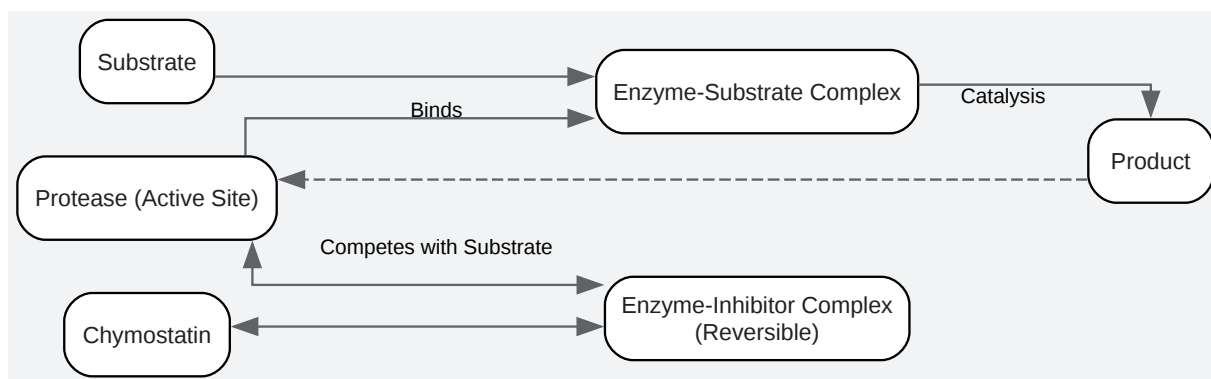 Substrate
Enzyme-Substrate Complex
Catalysis
Binds
Product
Protease (Active Site)
Competes with Substrate
Enzyme-Inhibitor Complex
(Reversible)
Chymostatin